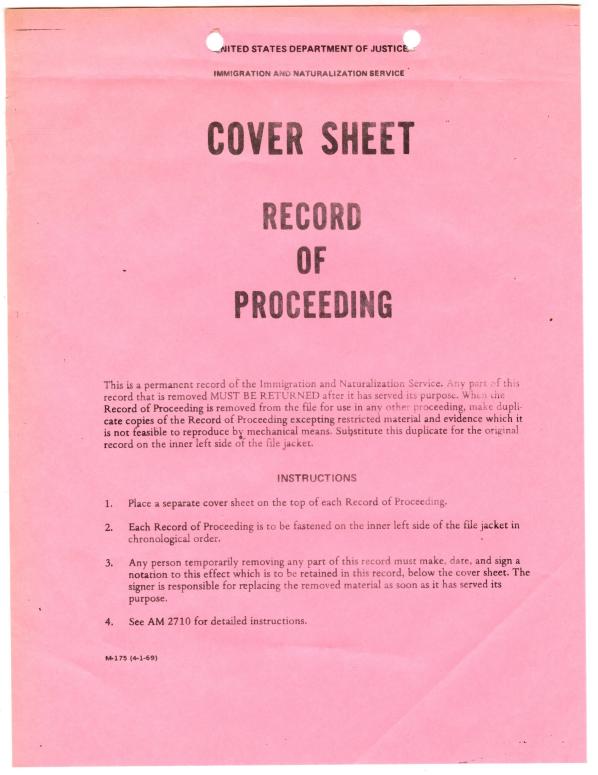 UNITED STATES DEPARTMENT OF JUSTICE
IMMIGRATION AND NATURALIZATION SERVICE
COVER SHEET
RECORD
OF
PROCEEDING
This is a permanent record of the Immigration and Naturalization Service. Any part of this
record that is removed MUST BE RETURNED after it has served its purpose. When the
Record of Proceeding is removed from the file for use in any other proceeding, make dupli-
cate copies of the Record of Proceeding excepting restricted material and evidence which it
is not feasible to reproduce by mechanical means. Substitute this duplicate for the original
record on the inner left side of the file jacket.
INSTRUCTIONS
1. Place a separate cover sheet on the top of each Record of Proceeding.
2. Each Record of Proceeding is to be fastened on the inner left side of the file jacket in
chronological order.
3. Any person temporarily removing any part of this record must make, date, and sign a
notation to this effect which is to be retained in this record, below the cover sheet. The
signer is responsible for replacing the removed material as soon as it has served its
purpose.
4. See AM 2710 for detailed instructions.
M-175 (4-1-69)